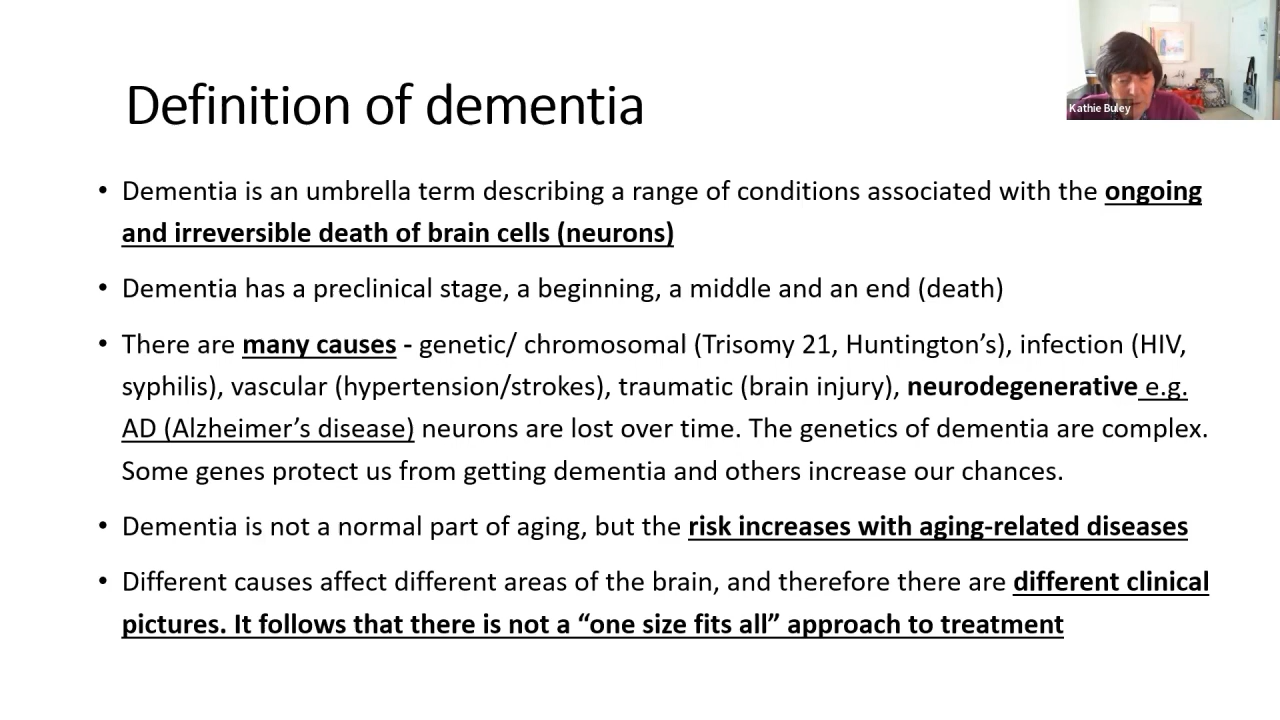 Definition of dementia
Kathie Buley
• Dementia is an umbrella term describing a range of conditions associated with the ongoing
and irreversible death of brain cells (neurons)
• Dementia has a preclinical stage, a beginning, a middle and an end (death)
• There are many causes - genetic/ chromosomal (Trisomy 21, Huntington’s), infection (HIV,
syphilis), vascular (hypertension/strokes), traumatic (brain injury), neurodegenerative e.g.
AD (Alzheimer’s disease) neurons are lost over time. The genetics of dementia are complex.
Some genes protect us from getting dementia and others increase our chances.
• Dementia is not a normal part of aging, but the risk increases with aging-related diseases
• Different causes affect different areas of the brain, and therefore there are different clinical
pictures. It follows that there is not a “one size fits all” approach to treatment